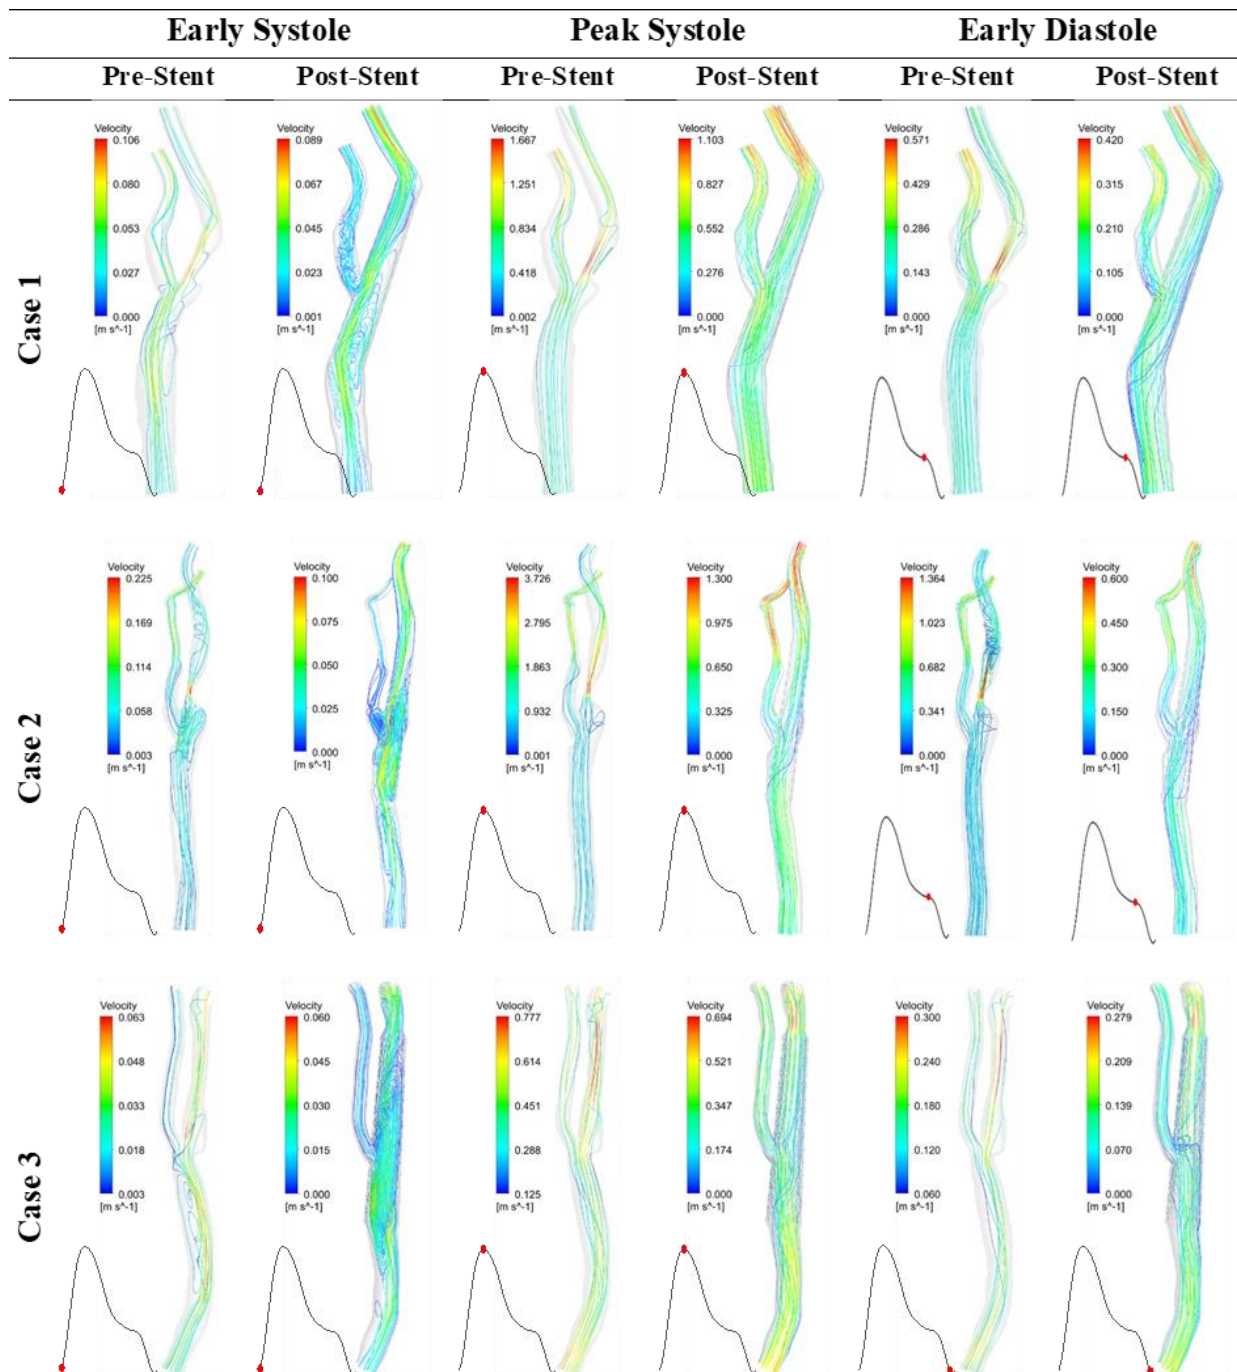 Early Systole Peak Systole Early Diastole
Pre-Stent Post-Stent Pre-Stent Post-Stent Pre-Stent Post-Stent
Case 1
Velocity
0.106
0.080
0.053
0.027
0.000
[m s^-1]
Velocity
0.089
0.067
0.045
0.023
0.001
[m s^-1]
Velocity
1.667
1.251
0.834
0.418
0.002
[m s^-1]
Velocity
1.103
0.827
0.552
0.276
0.000
[m s^-1]
Velocity
0.571
0.429
0.286
0.143
0.000
[m s^-1]
Velocity
0.420
0.315
0.210
0.105
0.000
[m s^-1]
Case 2
Velocity
0.225
0.169
0.114
0.058
0.003
[m s^-1]
Velocity
0.100
0.075
0.050
0.025
0.000
[m s^-1]
Velocity
3.726
2.795
1.863
0.932
0.001
[m s^-1]
Velocity
1.300
0.975
0.650
0.325
0.000
[m s^-1]
Velocity
1.364
1.023
0.682
0.341
0.000
[m s^-1]
Velocity
0.600
0.450
0.300
0.150
0.000
[m s^-1]
Case 3
Velocity
0.063
0.048
0.033
0.018
0.003
[m s^-1]
Velocity
0.060
0.045
0.030
0.015
0.000
[m s^-1]
Velocity
0.777
0.614
0.451
0.288
0.125
[m s^-1]
Velocity
0.694
0.521
0.347
0.174
0.000
[m s^-1]
Velocity
0.300
0.240
0.180
0.120
0.060
[m s^-1]
Velocity
0.279
0.209
0.139
0.070
0.000
[m s^-1]